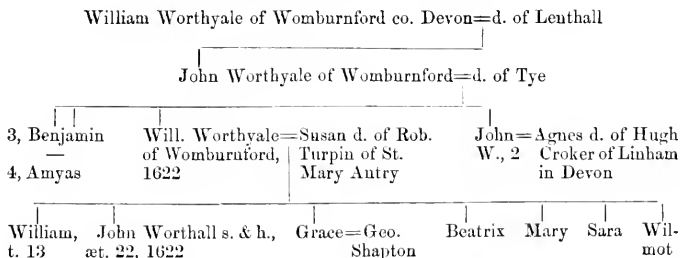 William Worthyale of Womburnford co. Devon=d. of Lenthall
John Worthyale of Womburnford=d. of Tye
3, Benjamin Will. Worthyale=Susan d. of Rob. John=Agnes d. of Hugh
— of Womburnford, Turpin of St. W., 2 Croker of Linham
4, Amyas 1622 Mary Autry in Devon
William, John Worthall s. & h., Grace=Geo. Beatrix Mary Sara Wil-
t. 13 æt. 22. 1622 Shapton mot